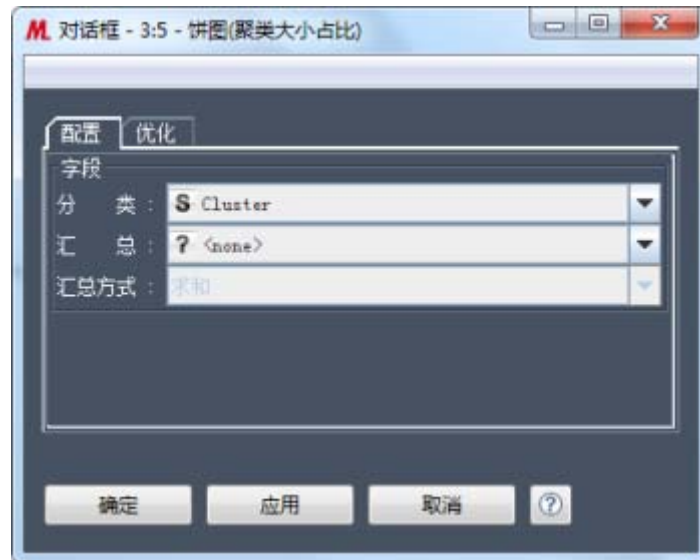 M 对话框 - 3:5 - 饼图(聚类大小占比)
配置 优化
字段
分 类 : S Cluster
汇 总 : ? <none>
汇总方式 : 求和
确定 应用 取消 ?